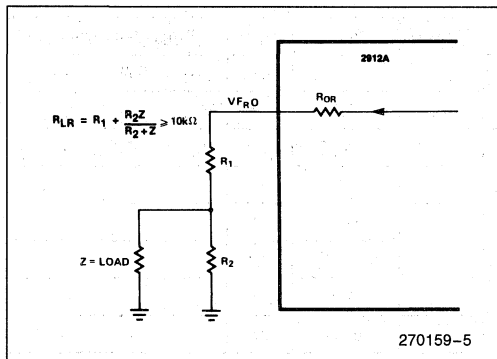 2912A
VF_RO
R_OR
R_LR = R_1 + R_2Z / R_2+Z ≥ 10kΩ
R_1
Z = LOAD
R_2
270159-5